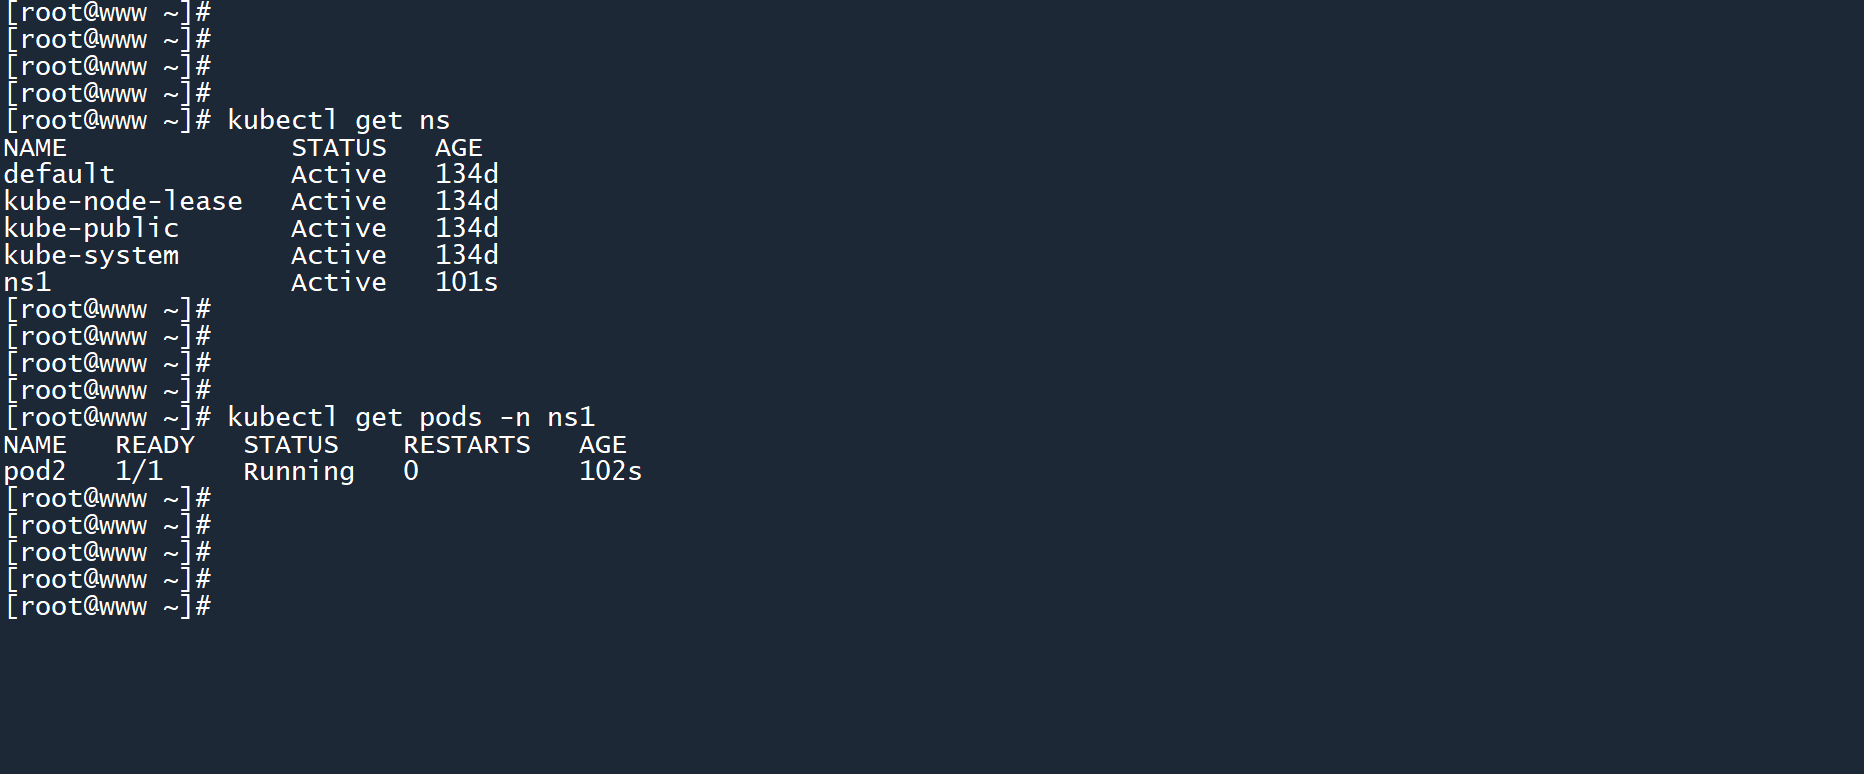 [root@www ~]#
[root@www ~]#
[root@www ~]#
[root@www ~]#
[root@www ~]# kubectl get ns
NAME              STATUS   AGE
default           Active   134d
kube-node-lease   Active   134d
kube-public       Active   134d
kube-system       Active   134d
ns1               Active   101s
[root@www ~]#
[root@www ~]#
[root@www ~]#
[root@www ~]#
[root@www ~]# kubectl get pods -n ns1
NAME   READY   STATUS    RESTARTS   AGE
pod2   1/1     Running   0          102s
[root@www ~]#
[root@www ~]#
[root@www ~]#
[root@www ~]#
[root@www ~]#